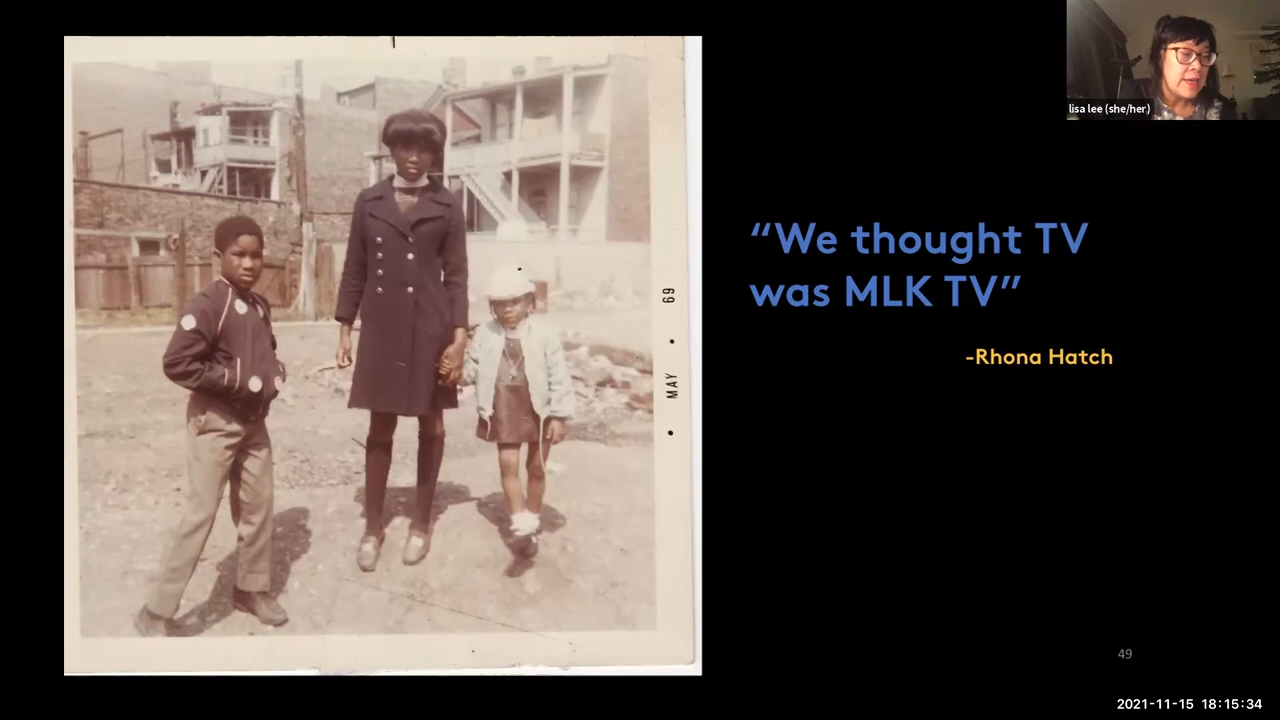 lisa lee (she/her)
MAY • 69
“We thought TV
was MLK TV”
-Rhona Hatch
49
2021-11-15 18:15:34